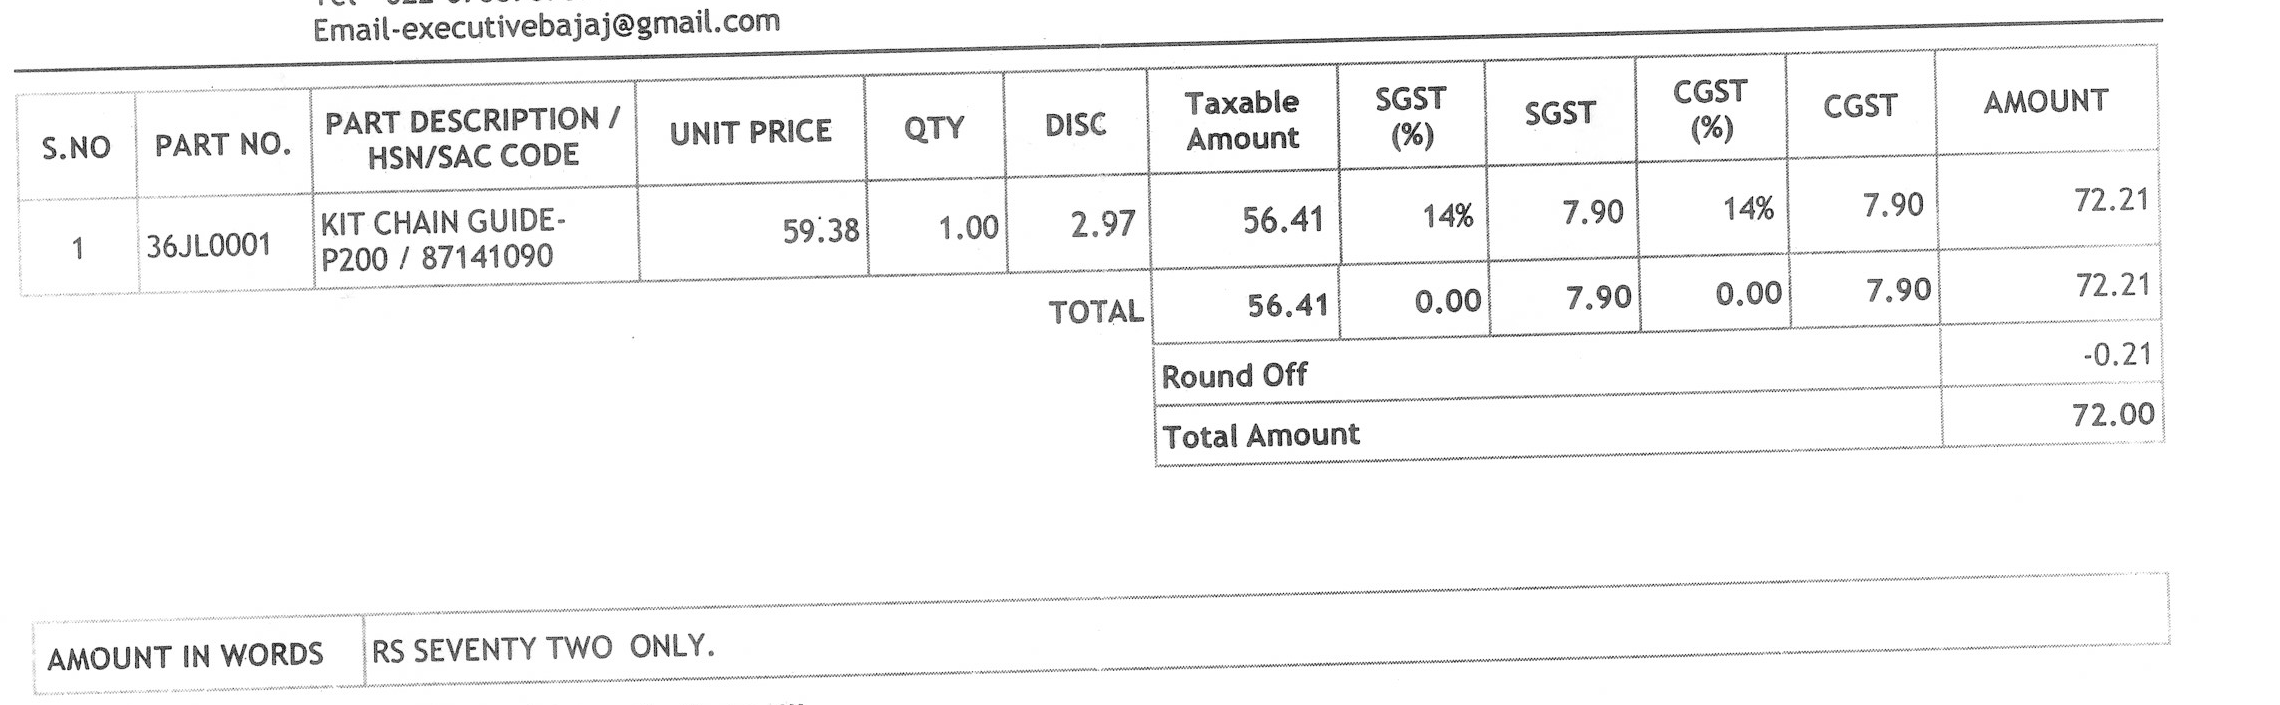 Email-executivebajaj@gmail.com
S.NO PART NO. PART DESCRIPTION / HSN/SAC CODE UNIT PRICE QTY DISC Taxable Amount SGST (%) SGST CGST (%) CGST AMOUNT
1 36JL0001 KIT CHAIN GUIDE- P200 / 87141090 59.38 1.00 2.97 56.41 14% 7.90 14% 7.90 72.21
TOTAL 56.41 0.00 7.90 0.00 7.90 72.21
Round Off -0.21
Total Amount 72.00
AMOUNT IN WORDS RS SEVENTY TWO ONLY.